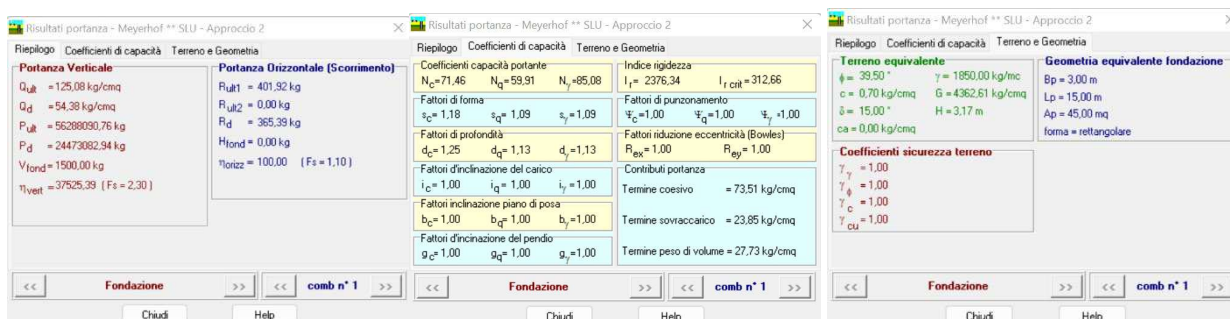 Risultati portanza - Meyerhof ** SLU - Approccio 2
Riepilogo Coefficienti di capacità Terreno e Geometria
Portanza Verticale
Qult = 125,08 kg/cmq
Qd = 54,38 kg/cmq
Pult = 56288090,76 kg
Pd = 24473082,94 kg
Vfond = 1500,00 kg
ηvert = 37525,39 ( Fs = 2,30 )
Portanza Orizzontale (Scorrimento)
Rult1 = 401,92 kg
Rult2 = 0,00 kg
Rd = 365,39 kg
Hfond = 0,00 kg
ηorizz = 100,00 ( Fs = 1,10 )
<< Fondazione >> << comb n° 1 >>
Chiudi Help
Risultati portanza - Meyerhof ** SLU - Approccio 2
Riepilogo Coefficienti di capacità Terreno e Geometria
Coefficienti capacità portante
Nc=71,46 Nq=59,91 Nγ=85,08
Fattori di forma
sc= 1,18 sq= 1,09 sγ=1,09
Fattori di profondità
dc= 1,25 dq= 1,13 dγ=1,13
Fattori d'inclinazione del carico
ic= 1,00 iq= 1,00 iγ=1,00
Fattori inclinazione piano di posa
bc= 1,00 bq= 1,00 bγ=1,00
Fattori d'incinazione del pendio
gc= 1,00 gq= 1,00 gγ=1,00
Indice rigidezza
Ir= 2376,34 Ir crit=312,66
Fattori di punzonamento
Ψc=1,00 Ψq=1,00 Ψγ =1,00
Fattori riduzione eccentricità (Bowles)
Rex= 1,00 Rey= 1,00
Contributi portanza
Termine coesivo = 73,51 kg/cmq
Termine sovraccarico = 23,85 kg/cmq
Termine peso di volume = 27,73 kg/cmq
<< Fondazione >> << comb n° 1 >>
Chiudi Help
Risultati portanza - Meyerhof ** SLU - Approccio 2
Riepilogo Coefficienti di capacità Terreno e Geometria
Terreno equivalente
ϕ = 39,50 ° γ = 1850,00 kg/mc
c = 0,70 kg/cmq G = 4362,61 kg/cmq
δ = 15,00 ° H = 3,17 m
ca = 0,00 kg/cmq
Coefficienti sicurezza terreno
γγ = 1,00
γϕ = 1,00
γc = 1,00
γcu = 1,00
Geometria equivalente fondazione
Bp = 3,00 m
Lp = 15,00 m
Ap = 45,00 mq
forma = rettangolare
<< Fondazione >> << comb n° 1 >>
Chiudi Help